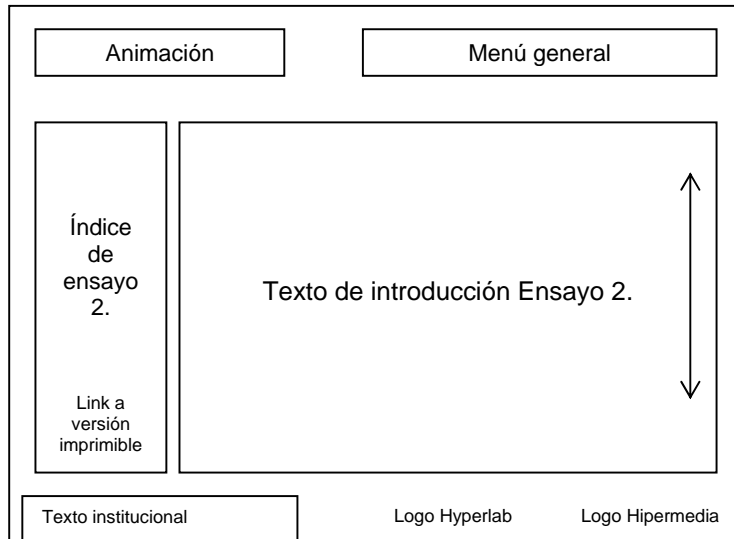 Animación
Menú general
Índice
de
ensayo
2.
Link a
versión
imprimible
Texto de introducción Ensayo 2.
Texto institucional
Logo Hyperlab
Logo Hipermedia